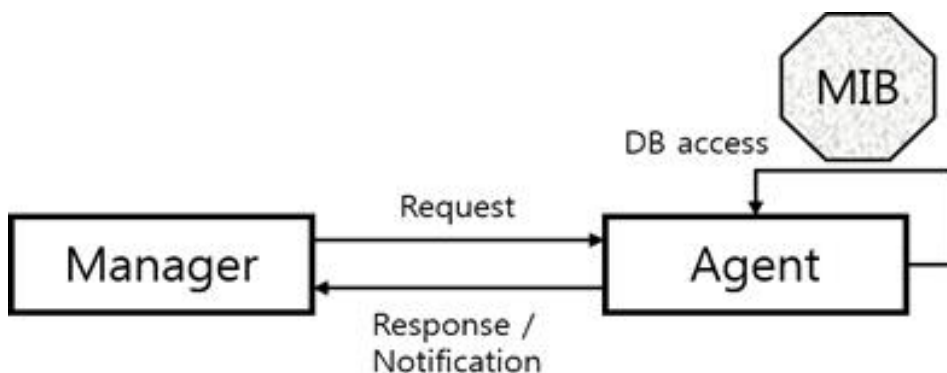 MIB
DB access
Request
Manager
Agent
Response /
Notification